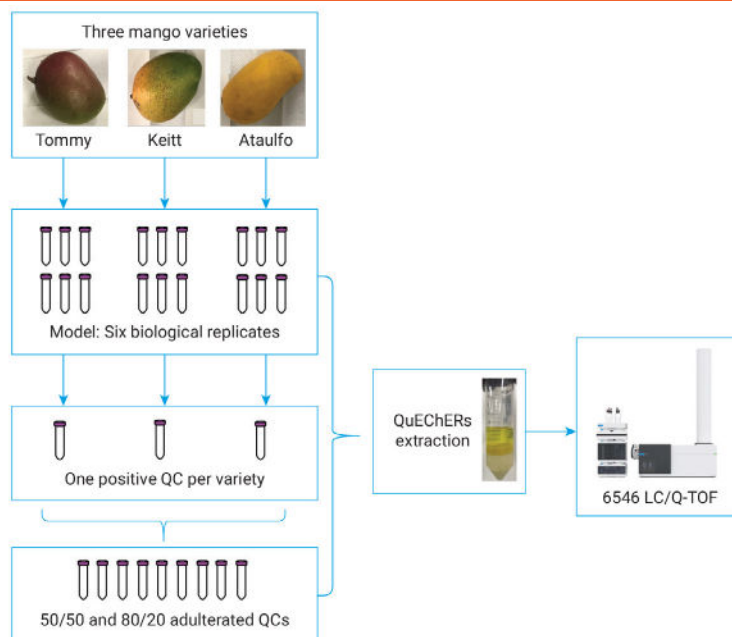 Three mango varieties
Tommy
Keitt
Ataulfo
Model: Six biological replicates
One positive QC per variety
50/50 and 80/20 adulterated QCs
QuEChERs
extraction
6546 LC/Q-TOF